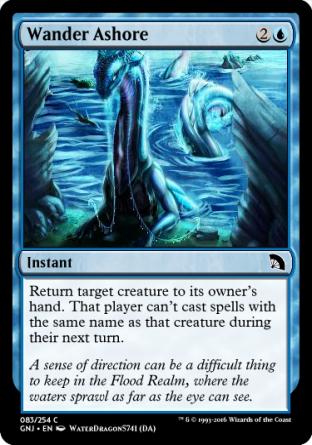 Wander Ashore 2
Instant
Return target creature to its owner's
hand. That player can't cast spells with
the same name as that creature during
their next turn.
A sense of direction can be a difficult thing
to keep in the Flood Realm, where the
waters sprawl as far as the eye can see.
083/254 C
GNJ • EN WaterDragon5741 (DA)
™ & © 1993-2016 Wizards of the Coast